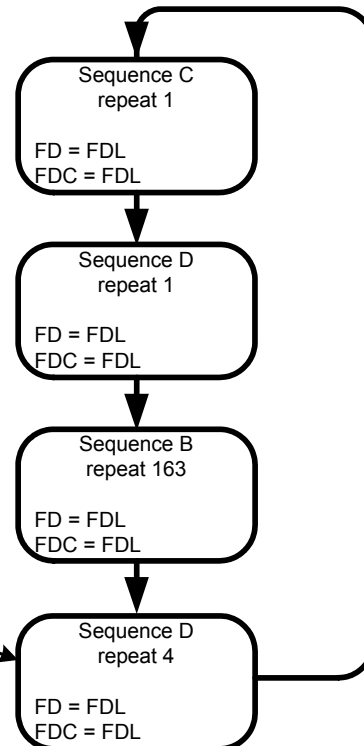 Sequence C
repeat 1
FD = FDL
FDC = FDL
Sequence D
repeat 1
FD = FDL
FDC = FDL
Sequence B
repeat 163
FD = FDL
FDC = FDL
Sequence D
repeat 4
FD = FDL
FDC = FDL